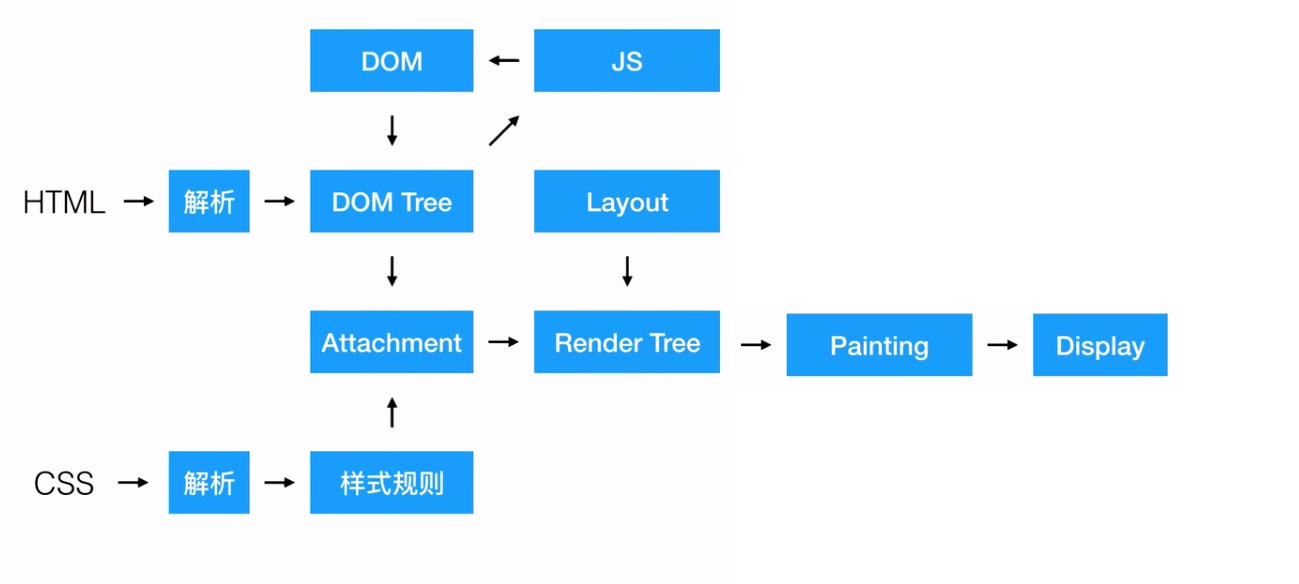 DOM
JS
HTML
解析
DOM Tree
Layout
Attachment
Render Tree
Painting
Display
CSS
解析
样式规则